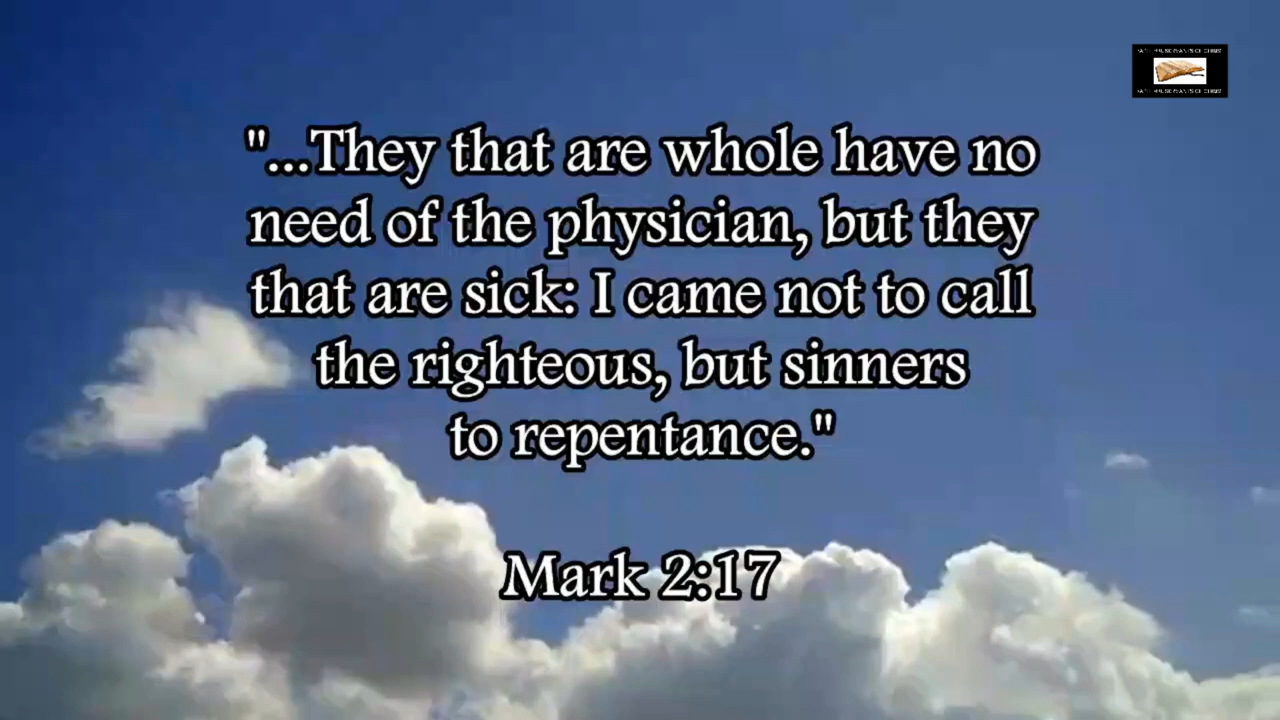 "...They that are whole have no
need of the physician, but they
that are sick: I came not to call
the righteous, but sinners
to repentance."
Mark 2:17